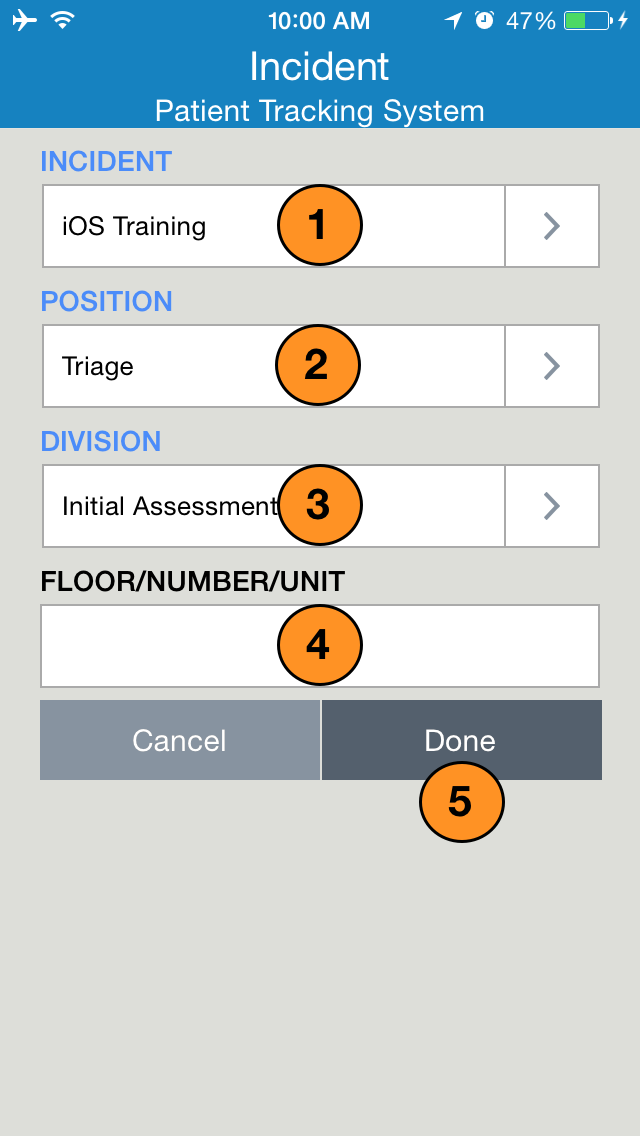 10:00 AM 47%
Incident
Patient Tracking System
INCIDENT
iOS Training 1
POSITION
Triage 2
DIVISION
Initial Assessment 3
FLOOR/NUMBER/UNIT
4
Cancel Done
5